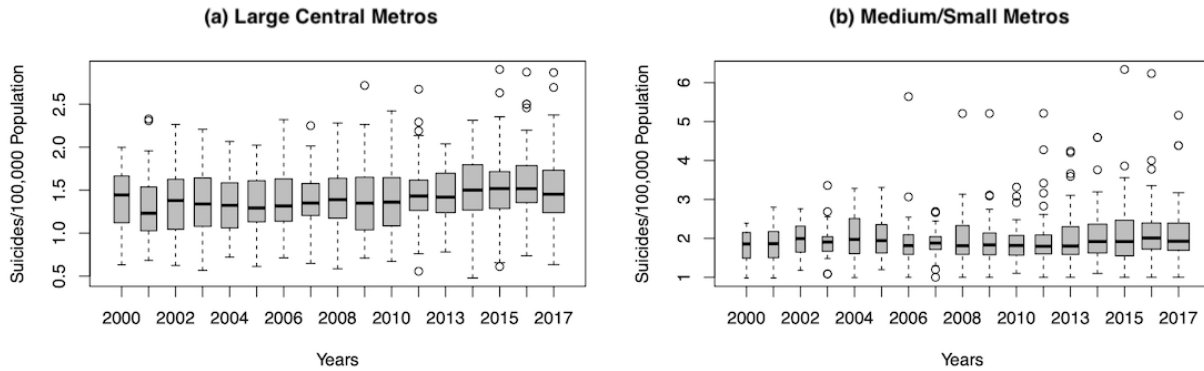 (a) Large Central Metros
Suicides/100,000 Population
0.5
1.0
1.5
2.0
2.5
2000 2002 2004 2006 2008 2010 2013 2015 2017
Years
(b) Medium/Small Metros
Suicides/100,000 Population
1
2
3
4
5
6
2000 2002 2004 2006 2008 2010 2013 2015 2017
Years